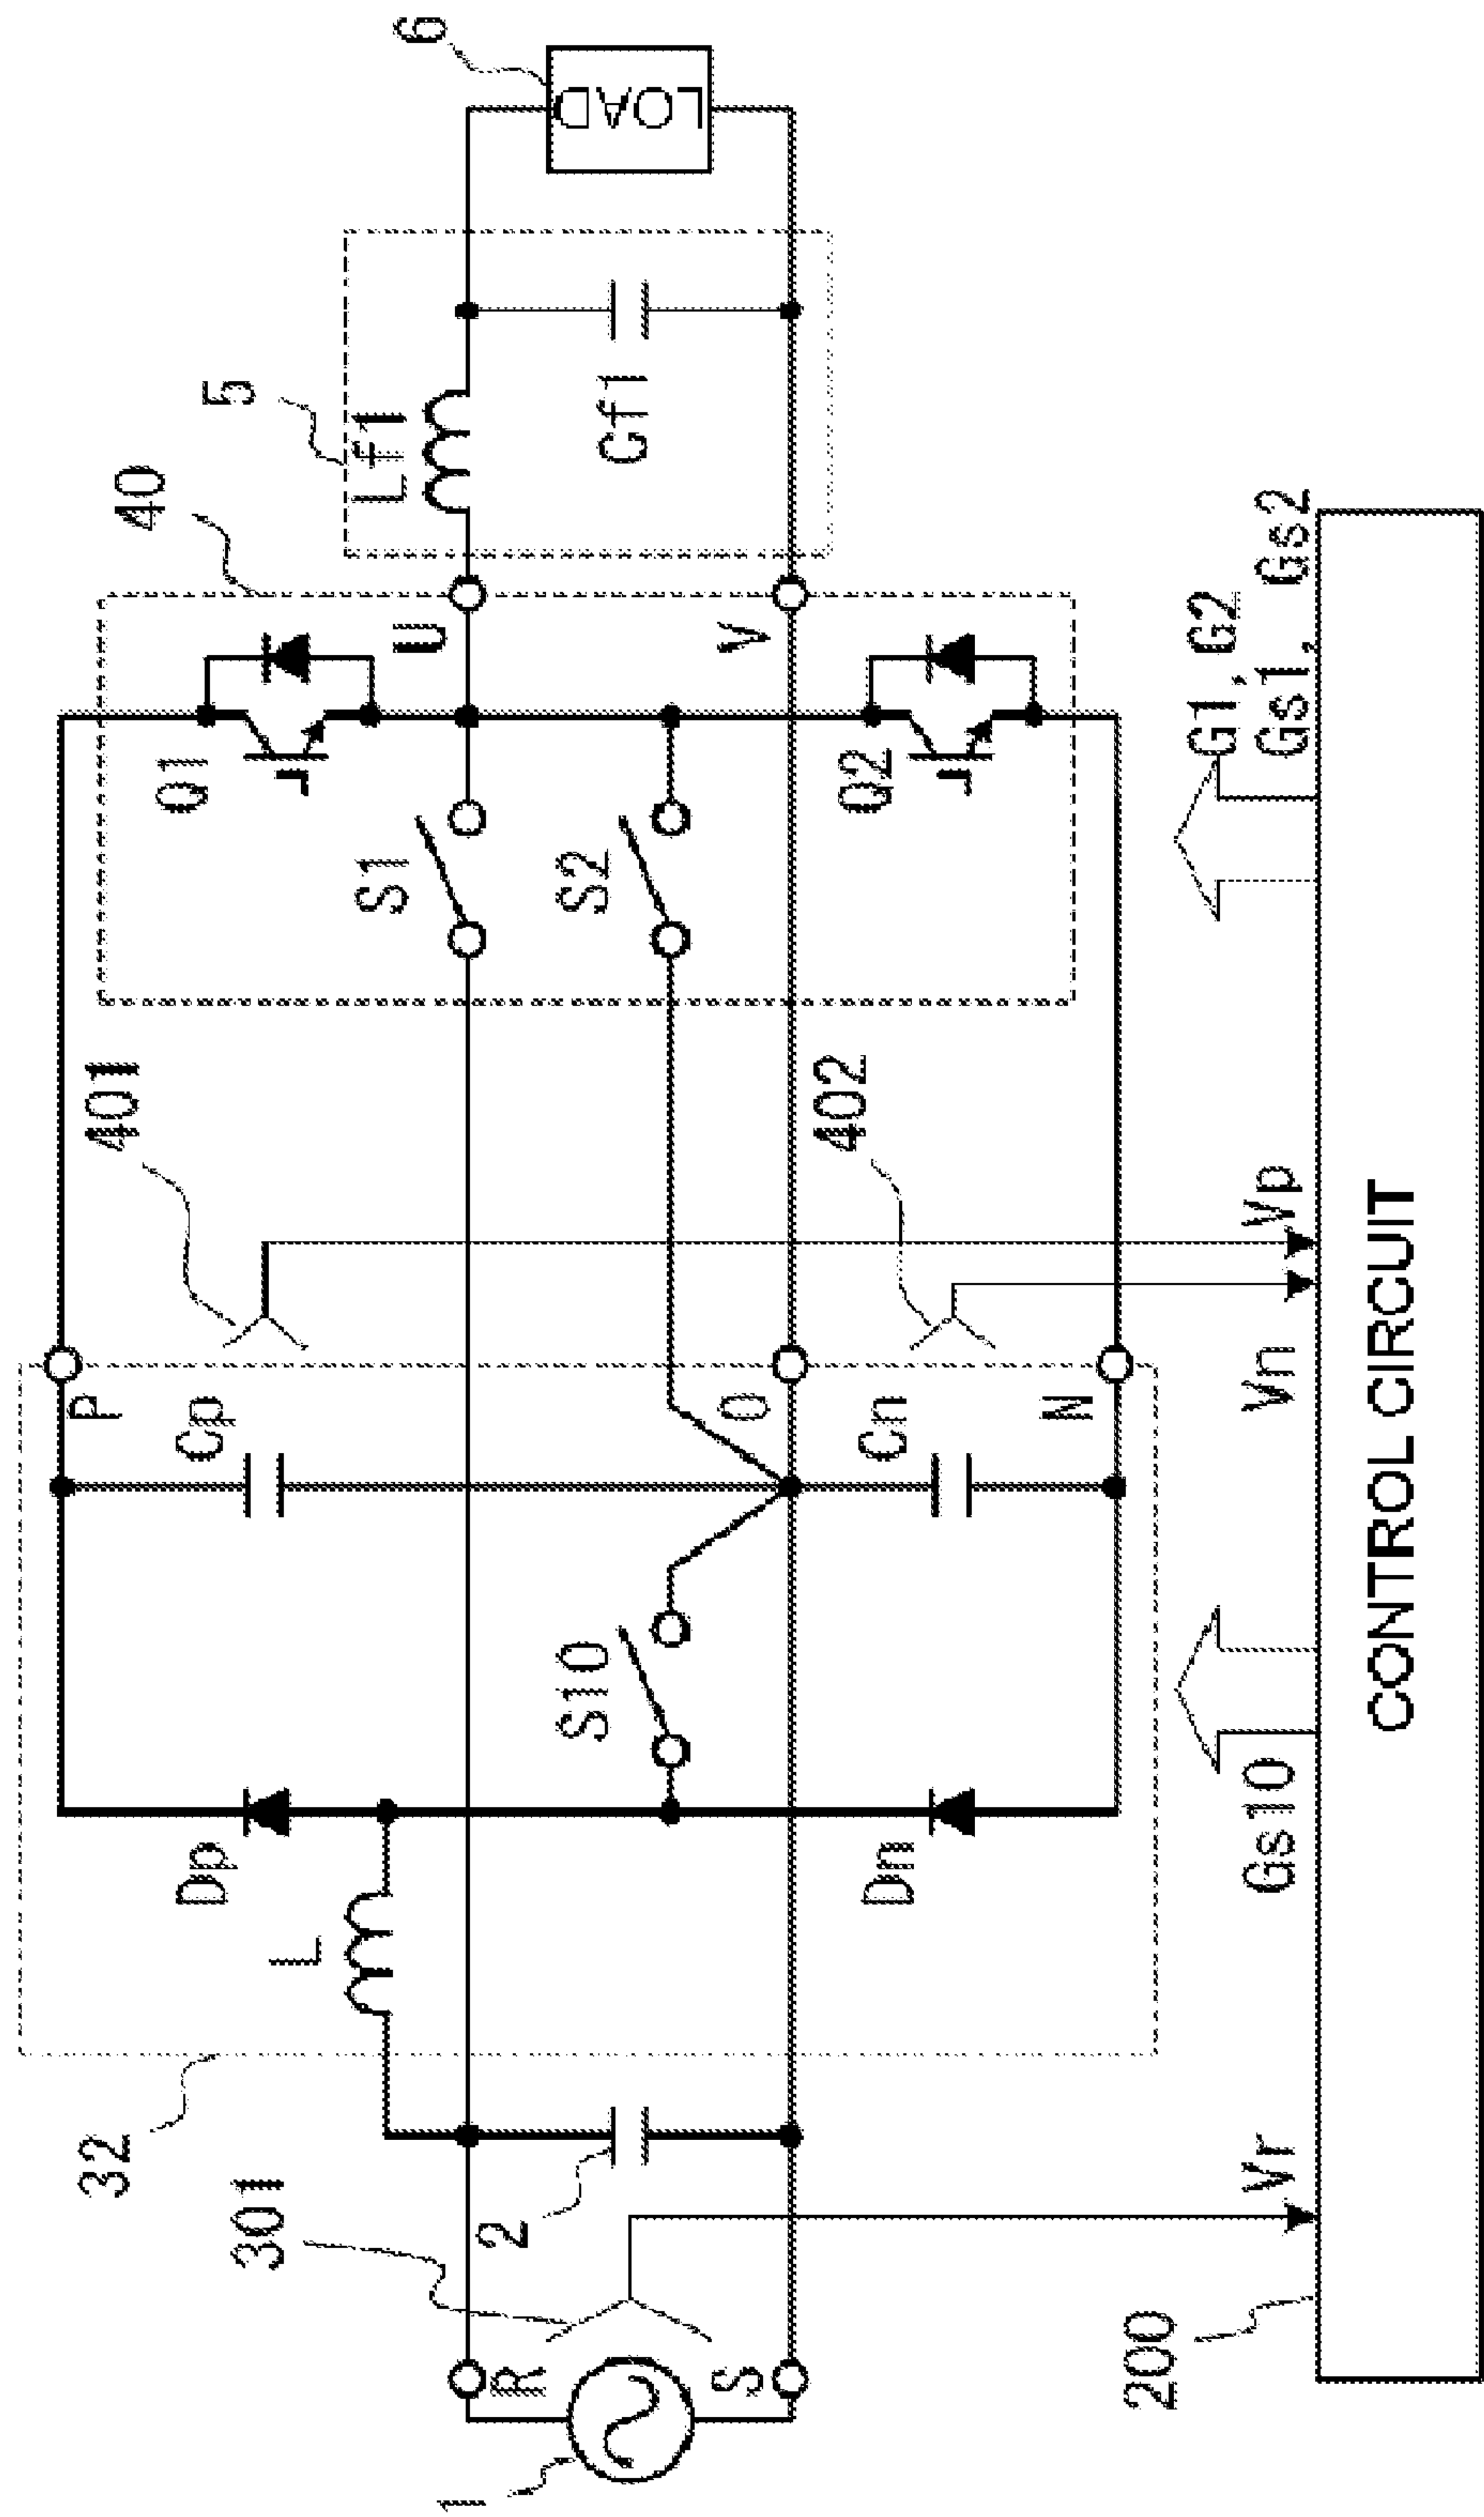 32
401
40
5
6
P
Cp
Q1
Dp
L
U
Lf1
S1
LOAD
301
2
S10
S2
Gf1
R
S
1
O
V
Dn
Cn
402
Q2
N
200
Vr
Gs10
Vn
Vp
G1, G2
Gs1, Gs2
CONTROL CIRCUIT